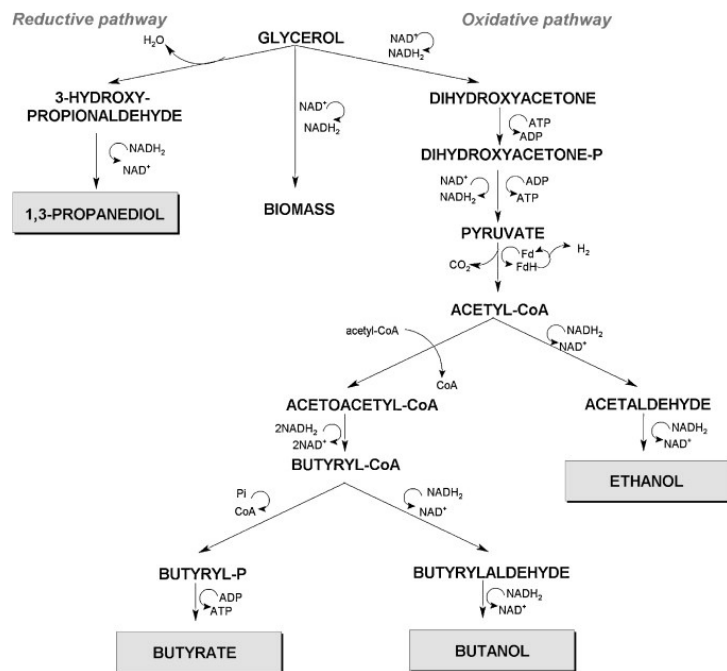 Reductive pathway
Oxidative pathway
GLYCEROL
H₂O
NAD⁺
NADH₂
3-HYDROXY-
PROPIONALDEHYDE
NAD⁺
NADH₂
DIHYDROXYACETONE
NADH₂
NAD⁺
ATP
ADP
DIHYDROXYACETONE-P
1,3-PROPANEDIOL
BIOMASS
NAD⁺
NADH₂
ADP
ATP
PYRUVATE
CO₂
Fd
FdH
H₂
ACETYL-CoA
acetyl-CoA
CoA
NADH₂
NAD⁺
ACETOACETYL-CoA
ACETALDEHYDE
2NADH₂
2NAD⁺
NADH₂
NAD⁺
BUTYRYL-CoA
ETHANOL
Pi
CoA
NADH₂
NAD⁺
BUTYRYL-P
BUTYRYLALDEHYDE
ADP
ATP
NADH₂
NAD⁺
BUTYRATE
BUTANOL